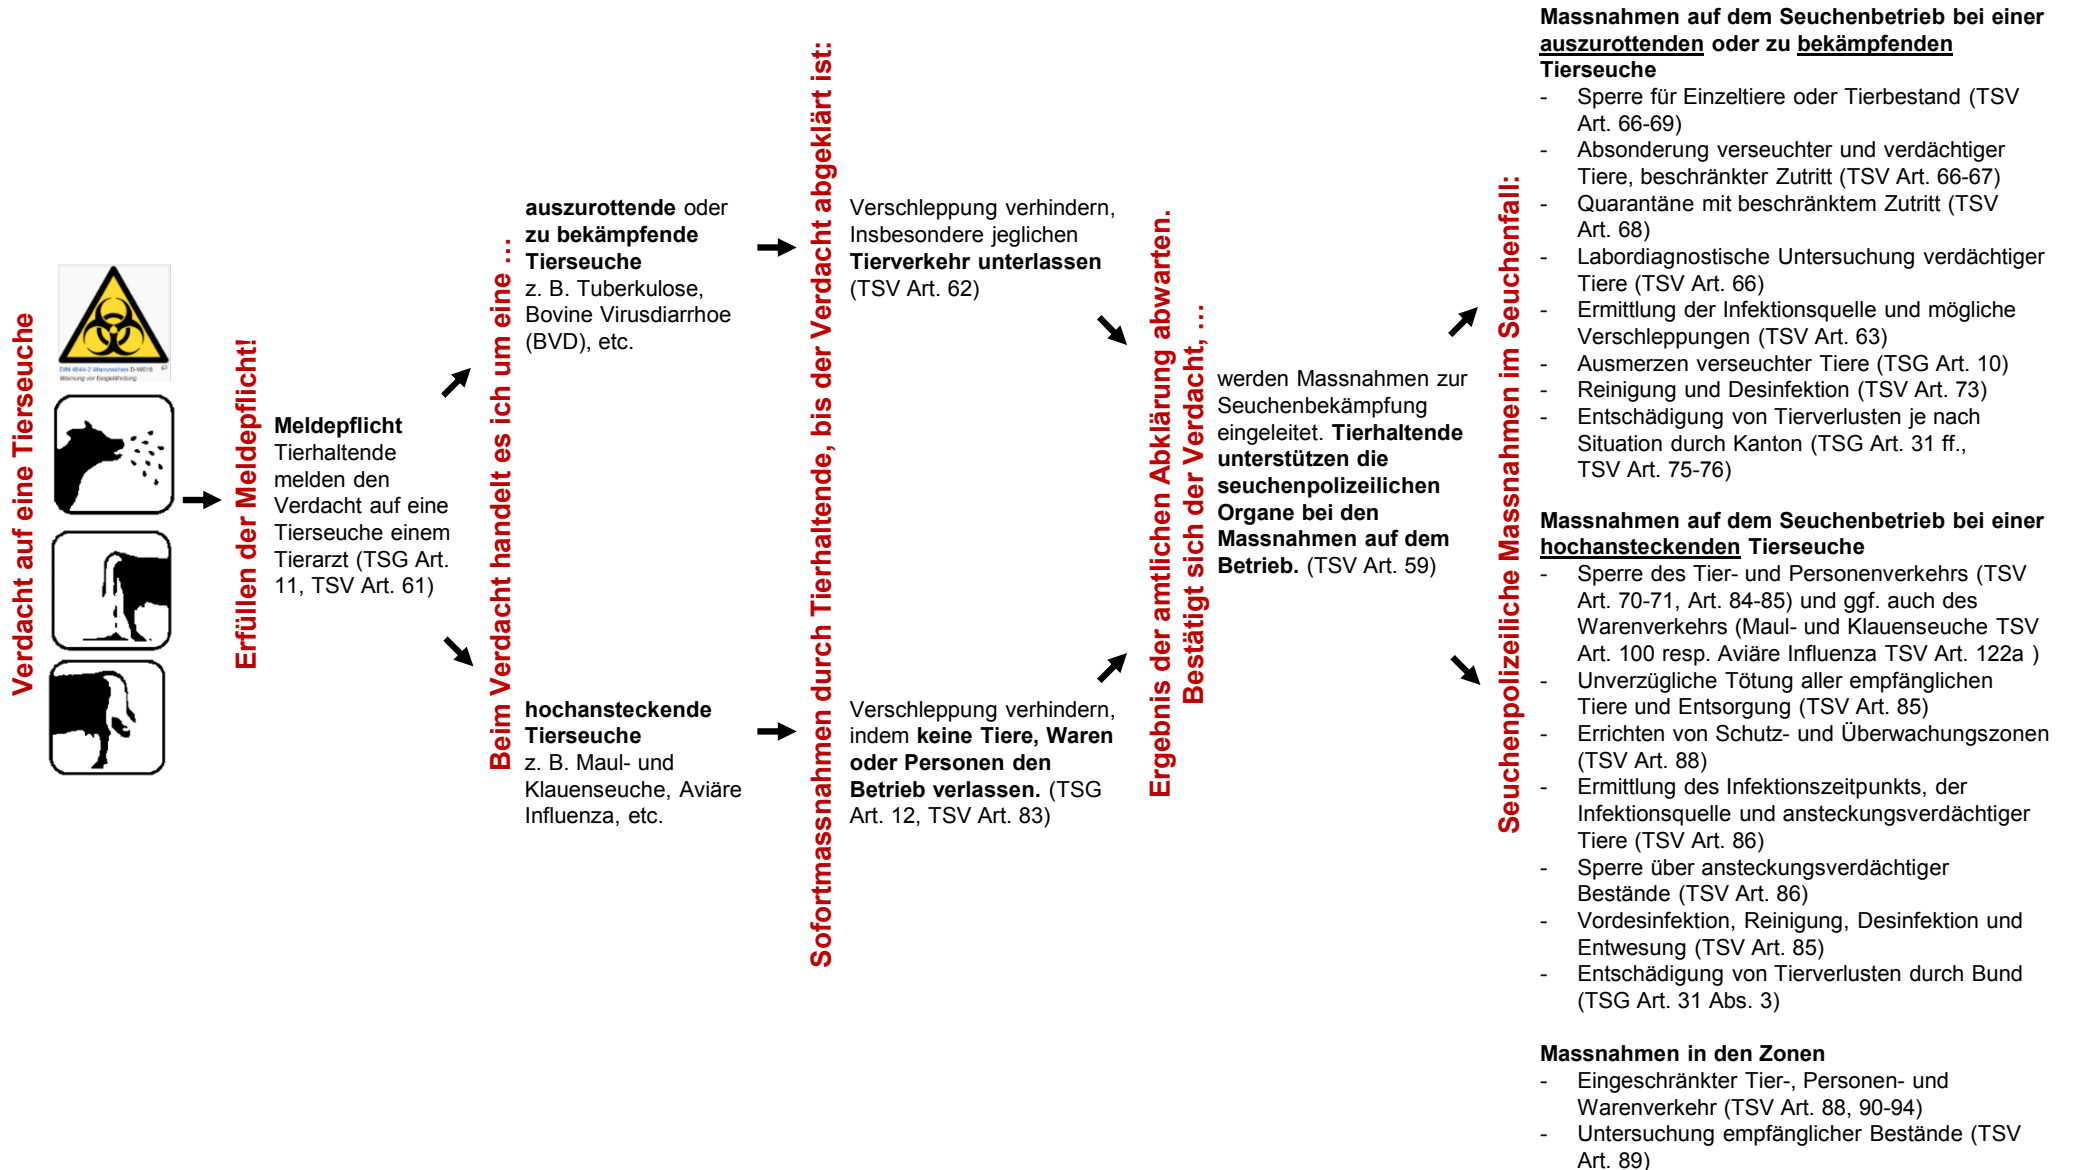 Verdacht auf eine Tierseuche
DIN 4844-2 Warnzeichen D-W016
Warnung vor Biogefährdung
Erfüllen der Meldepflicht!
Meldepflicht
Tierhaltende
melden den
Verdacht auf eine
Tierseuche einem
Tierarzt (TSG Art.
11, TSV Art. 61)
Beim Verdacht handelt es ich um eine …
auszurottende oder
zu bekämpfende
Tierseuche
z. B. Tuberkulose,
Bovine Virusdiarrhoe
(BVD), etc.
hochansteckende
Tierseuche
z. B. Maul- und
Klauenseuche, Aviäre
Influenza, etc.
Sofortmassnahmen durch Tierhaltende, bis der Verdacht abgeklärt ist:
Verschleppung verhindern,
Insbesondere jeglichen
Tierverkehr unterlassen
(TSV Art. 62)
Verschleppung verhindern,
indem keine Tiere, Waren
oder Personen den
Betrieb verlassen. (TSG
Art. 12, TSV Art. 83)
Ergebnis der amtlichen Abklärung abwarten.
Bestätigt sich der Verdacht, …
werden Massnahmen zur
Seuchenbekämpfung
eingeleitet. Tierhaltende
unterstützen die
seuchenpolizeilichen
Organe bei den
Massnahmen auf dem
Betrieb. (TSV Art. 59)
Seuchenpolizeiliche Massnahmen im Seuchenfall:
Massnahmen auf dem Seuchenbetrieb bei einer
auszurottenden oder zu bekämpfenden
Tierseuche
- Sperre für Einzeltiere oder Tierbestand (TSV
Art. 66-69)
- Absonderung verseuchter und verdächtiger
Tiere, beschränkter Zutritt (TSV Art. 66-67)
- Quarantäne mit beschränktem Zutritt (TSV
Art. 68)
- Labordiagnostische Untersuchung verdächtiger
Tiere (TSV Art. 66)
- Ermittlung der Infektionsquelle und mögliche
Verschleppungen (TSV Art. 63)
- Ausmerzen verseuchter Tiere (TSG Art. 10)
- Reinigung und Desinfektion (TSV Art. 73)
- Entschädigung von Tierverlusten je nach
Situation durch Kanton (TSG Art. 31 ff.,
TSV Art. 75-76)
Massnahmen auf dem Seuchenbetrieb bei einer
hochansteckenden Tierseuche
- Sperre des Tier- und Personenverkehrs (TSV
Art. 70-71, Art. 84-85) und ggf. auch des
Warenverkehrs (Maul- und Klauenseuche TSV
Art. 100 resp. Aviäre Influenza TSV Art. 122a )
- Unverzügliche Tötung aller empfänglichen
Tiere und Entsorgung (TSV Art. 85)
- Errichten von Schutz- und Überwachungszonen
(TSV Art. 88)
- Ermittlung des Infektionszeitpunkts, der
Infektionsquelle und ansteckungsverdächtiger
Tiere (TSV Art. 86)
- Sperre über ansteckungsverdächtiger
Bestände (TSV Art. 86)
- Vordesinfektion, Reinigung, Desinfektion und
Entwesung (TSV Art. 85)
- Entschädigung von Tierverlusten durch Bund
(TSG Art. 31 Abs. 3)
Massnahmen in den Zonen
- Eingeschränkter Tier-, Personen- und
Warenverkehr (TSV Art. 88, 90-94)
- Untersuchung empfänglicher Bestände (TSV
Art. 89)